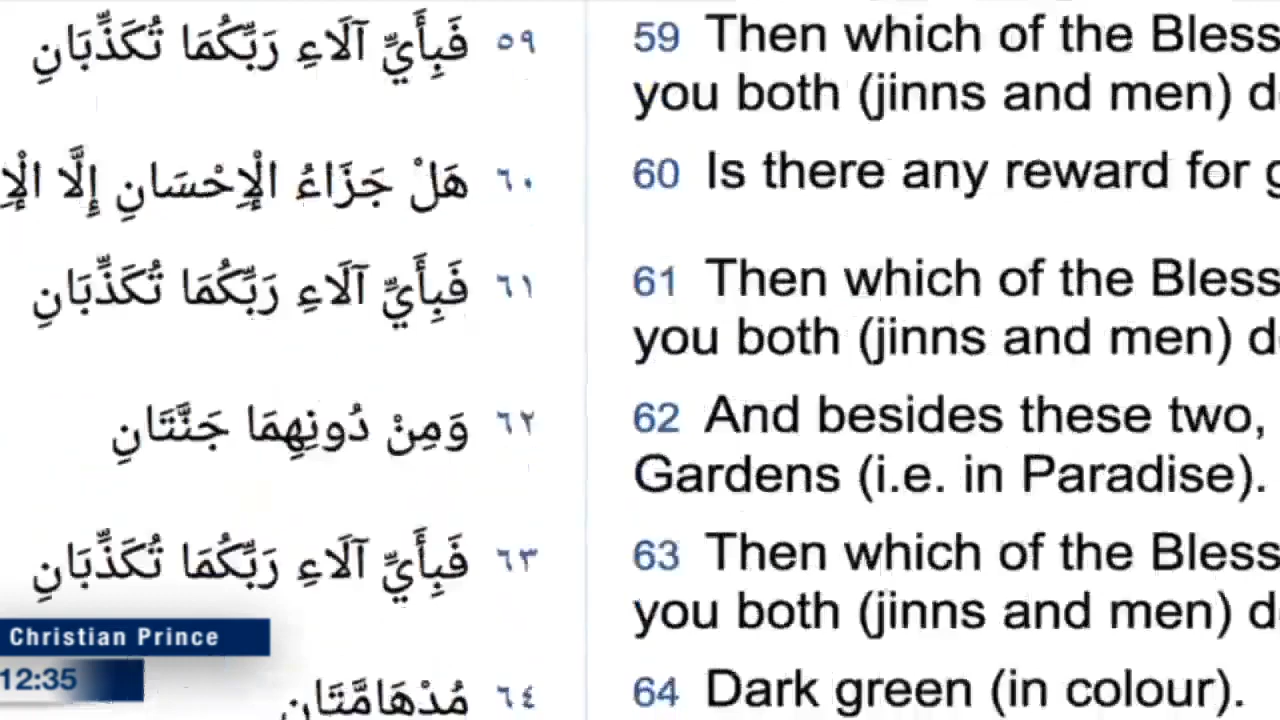 فَبِأَيِّ آلَاءِ رَبِّكُمَا تُكَذِّبَانِ ٥٩
59 Then which of the Bless
you both (jinns and men) d
هَلْ جَزَاءُ الْإِحْسَانِ إِلَّا ٦٠
60 Is there any reward for g
فَبِأَيِّ آلَاءِ رَبِّكُمَا تُكَذِّبَانِ ٦١
61 Then which of the Bless
you both (jinns and men) d
وَمِنْ دُونِهِمَا جَنَّتَانِ ٦٢
62 And besides these two,
Gardens (i.e. in Paradise).
فَبِأَيِّ آلَاءِ رَبِّكُمَا تُكَذِّبَانِ ٦٣
63 Then which of the Bless
you both (jinns and men) d
مُدْهَامَّتَانِ ٦٤
64 Dark green (in colour).
Christian Prince
12:35